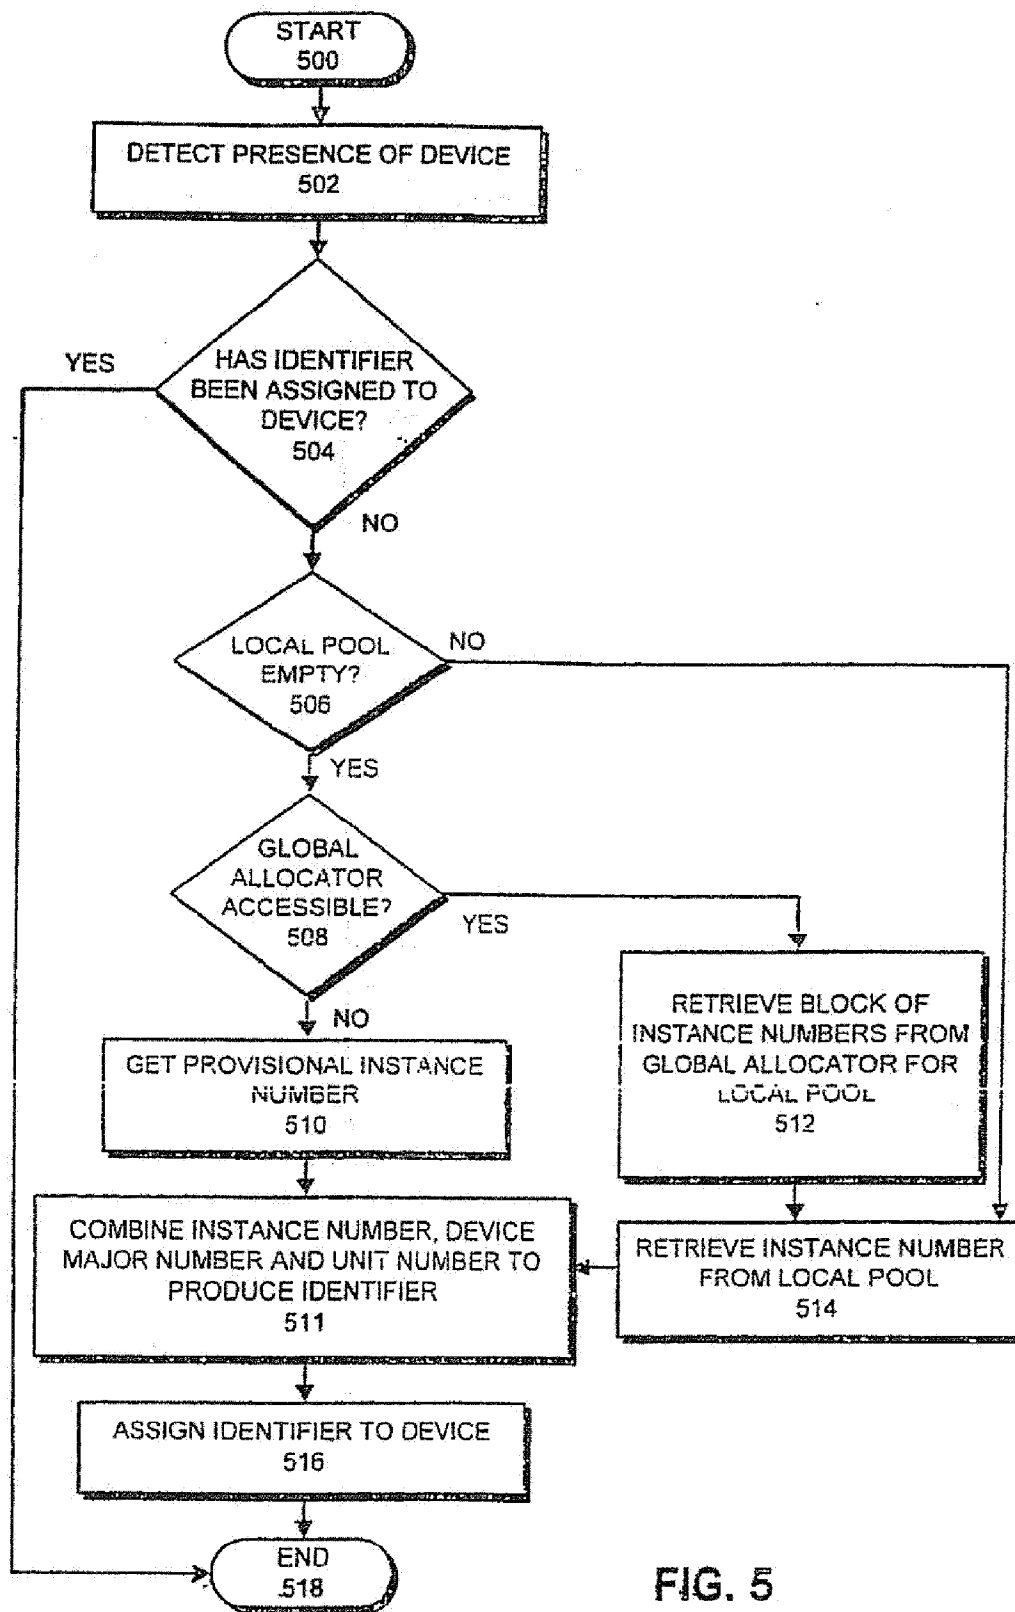 START
500
DETECT PRESENCE OF DEVICE
502
YES
HAS IDENTIFIER
BEEN ASSIGNED TO
DEVICE?
504
NO
LOCAL POOL
EMPTY?
506
NO
YES
GLOBAL
ALLOCATOR
ACCESSIBLE?
508
YES
NO
GET PROVISIONAL INSTANCE
NUMBER
510
RETRIEVE BLOCK OF
INSTANCE NUMBERS FROM
GLOBAL ALLOCATOR FOR
LOCAL POOL
512
COMBINE INSTANCE NUMBER, DEVICE
MAJOR NUMBER AND UNIT NUMBER TO
PRODUCE IDENTIFIER
511
RETRIEVE INSTANCE NUMBER
FROM LOCAL POOL
514
ASSIGN IDENTIFIER TO DEVICE
516
END
518
FIG. 5